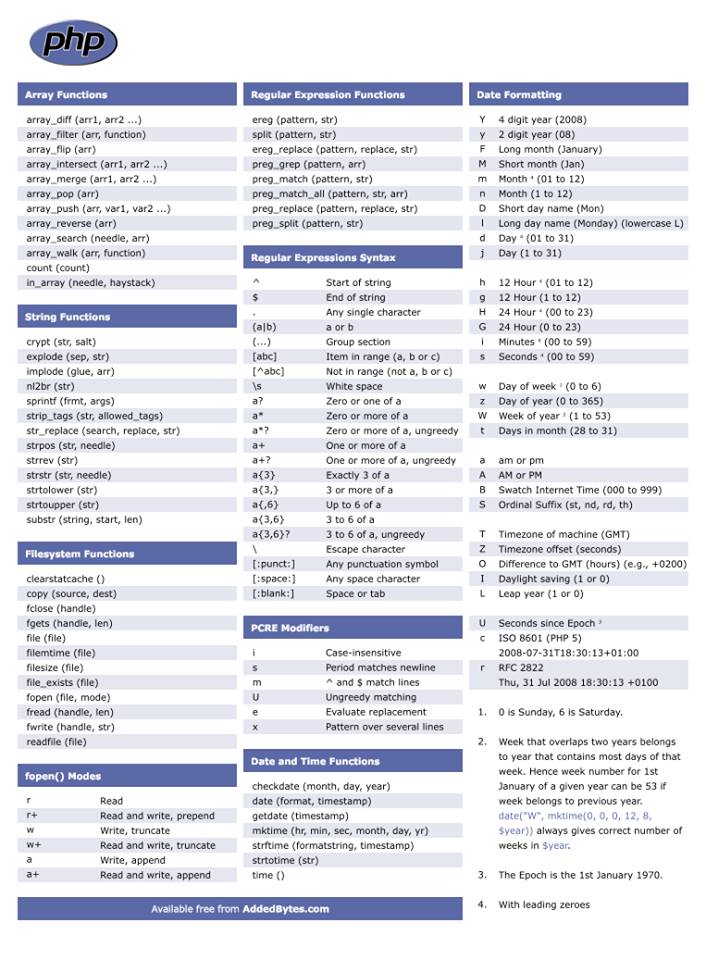 php
Array Functions
array_diff (arr1, arr2 ...)
array_filter (arr, function)
array_flip (arr)
array_intersect (arr1, arr2 ...)
array_merge (arr1, arr2 ...)
array_pop (arr)
array_push (arr, var1, var2 ...)
array_reverse (arr)
array_search (needle, arr)
array_walk (arr, function)
count (count)
in_array (needle, haystack)
String Functions
crypt (str, salt)
explode (sep, str)
implode (glue, arr)
nl2br (str)
sprintf (frmt, args)
strip_tags (str, allowed_tags)
str_replace (search, replace, str)
strpos (str, needle)
strrev (str)
strstr (str, needle)
strtolower (str)
strtoupper (str)
substr (string, start, len)
Filesystem Functions
clearstatcache ()
copy (source, dest)
fclose (handle)
fgets (handle, len)
file (file)
filemtime (file)
filesize (file)
file_exists (file)
fopen (file, mode)
fread (handle, len)
fwrite (handle, str)
readfile (file)
fopen() Modes
r Read
r+ Read and write, prepend
w Write, truncate
w+ Read and write, truncate
a Write, append
a+ Read and write, append
Regular Expression Functions
ereg (pattern, str)
split (pattern, str)
ereg_replace (pattern, replace, str)
preg_grep (pattern, arr)
preg_match (pattern, str)
preg_match_all (pattern, str, arr)
preg_replace (pattern, replace, str)
preg_split (pattern, str)
Regular Expressions Syntax
^ Start of string
$ End of string
. Any single character
(a|b) a or b
(...) Group section
[abc] Item in range (a, b or c)
[^abc] Not in range (not a, b or c)
\s White space
a? Zero or one of a
a* Zero or more of a
a*? Zero or more of a, ungreedy
a+ One or more of a
a+? One or more of a, ungreedy
a{3} Exactly 3 of a
a{3,} 3 or more of a
a{,6} Up to 6 of a
a{3,6} 3 to 6 of a
a{3,6}? 3 to 6 of a, ungreedy
\ Escape character
[:punct:] Any punctuation symbol
[:space:] Any space character
[:blank:] Space or tab
PCRE Modifiers
i Case-insensitive
s Period matches newline
m ^ and $ match lines
U Ungreedy matching
e Evaluate replacement
x Pattern over several lines
Date and Time Functions
checkdate (month, day, year)
date (format, timestamp)
getdate (timestamp)
mktime (hr, min, sec, month, day, yr)
strftime (formatstring, timestamp)
strtotime (str)
time ()
Date Formatting
Y 4 digit year (2008)
y 2 digit year (08)
F Long month (January)
M Short month (Jan)
m Month ⁴ (01 to 12)
n Month (1 to 12)
D Short day name (Mon)
l Long day name (Monday) (lowercase L)
d Day ⁴ (01 to 31)
j Day (1 to 31)
h 12 Hour ⁴ (01 to 12)
g 12 Hour (1 to 12)
H 24 Hour ⁴ (00 to 23)
G 24 Hour (0 to 23)
i Minutes ⁴ (00 to 59)
s Seconds ⁴ (00 to 59)
w Day of week ¹ (0 to 6)
z Day of year (0 to 365)
W Week of year ² (1 to 53)
t Days in month (28 to 31)
a am or pm
A AM or PM
B Swatch Internet Time (000 to 999)
S Ordinal Suffix (st, nd, rd, th)
T Timezone of machine (GMT)
Z Timezone offset (seconds)
O Difference to GMT (hours) (e.g., +0200)
I Daylight saving (1 or 0)
L Leap year (1 or 0)
U Seconds since Epoch ³
c ISO 8601 (PHP 5)
2008-07-31T18:30:13+01:00
r RFC 2822
Thu, 31 Jul 2008 18:30:13 +0100
1. 0 is Sunday, 6 is Saturday.
2. Week that overlaps two years belongs
to year that contains most days of that
week. Hence week number for 1st
January of a given year can be 53 if
week belongs to previous year.
date("W", mktime(0, 0, 0, 12, 8,
$year)) always gives correct number of
weeks in $year.
3. The Epoch is the 1st January 1970.
4. With leading zeroes
Available free from AddedBytes.com